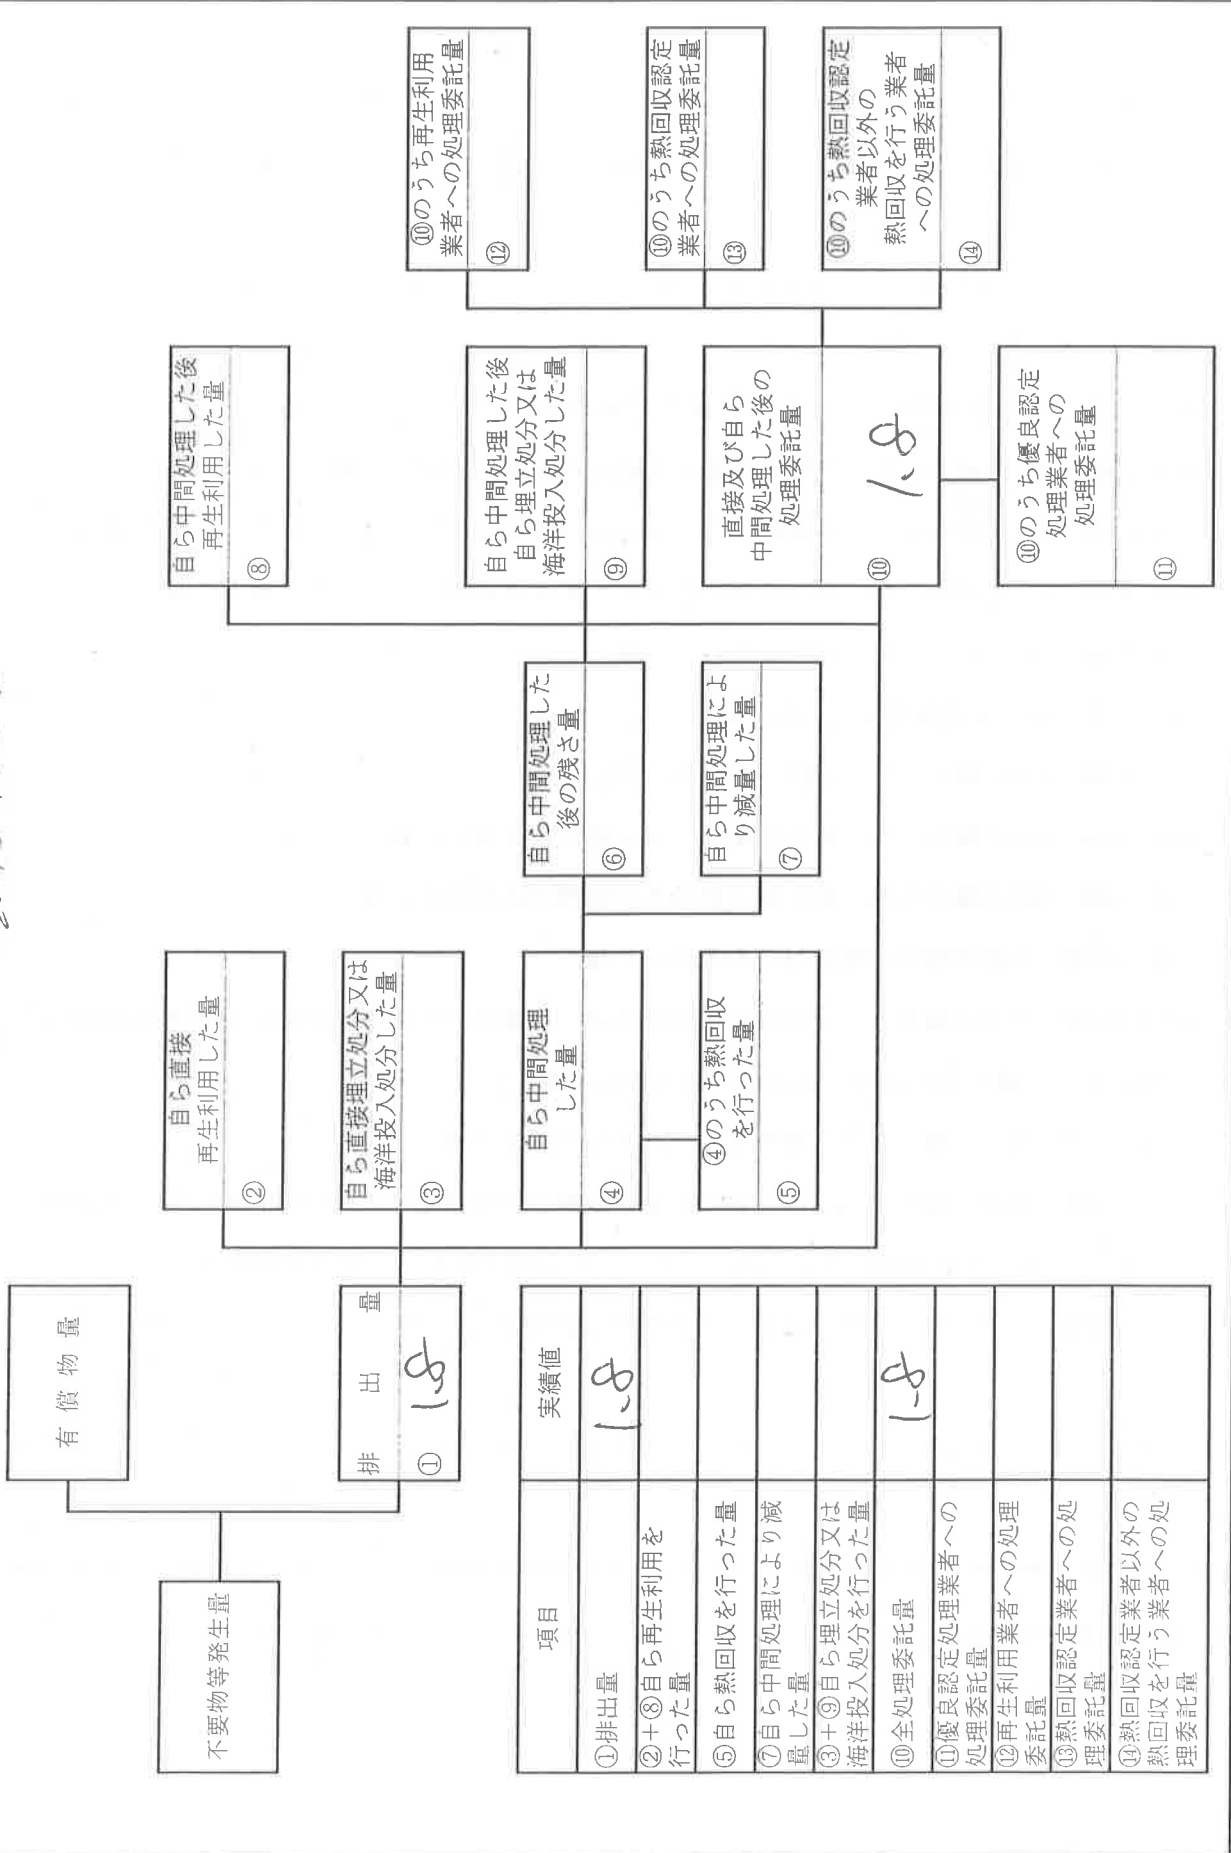 有償物量
不要物等発生量
排出量
① 1.8
自ら直接
再生利用した量
②
自ら直接埋立処分又は
海洋投入処分した量
③
自ら中間処理
した量
④
④のうち熱回収
を行った量
⑤
自ら中間処理した
後の残さ量
⑥
自ら中間処理によ
り減量した量
⑦
自ら中間処理した後
再生利用した量
⑧
自ら中間処理した後
自ら埋立処分又は
海洋投入処分した量
⑨
直接及び自ら
中間処理した後の
処理委託量
⑩ 1.8
⑩のうち優良認定
処理業者への
処理委託量
⑪
⑩のうち再生利用
業者への処理委託量
⑫
⑩のうち熱回収認定
業者への処理委託量
⑬
⑩のうち熱回収認定
業者以外の
熱回収を行う業者
への処理委託量
⑭
項目 実績値
①排出量 1.8
②+⑧自ら再生利用を
行った量
⑤自ら熱回収を行った量
⑦自ら中間処理により減
量した量
③+⑨自ら埋立処分又は
海洋投入処分を行った量
⑩全処理委託量 1.8
⑪優良認定処理業者への
処理委託量
⑫再生利用業者への処理
委託量
⑬熱回収認定業者への処
理委託量
⑭熱回収認定業者以外の
熱回収を行う業者への処
理委託量